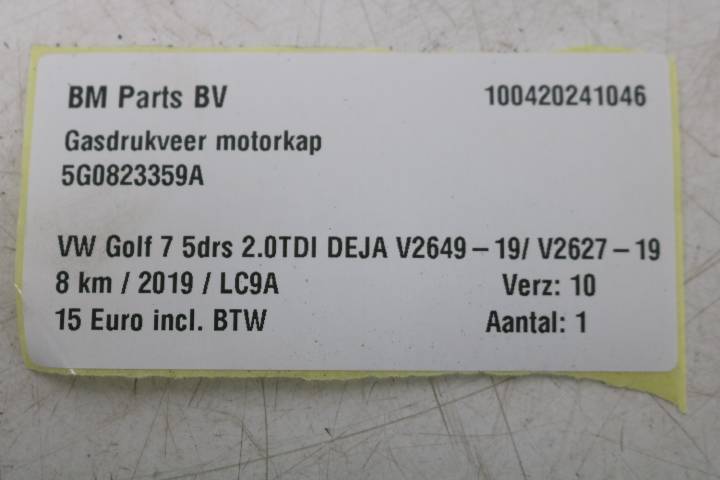 BM Parts BV 100420241046
Gasdrukveer motorkap
5G0823359A
VW Golf 7 5drs 2.0TDI DEJA V2649 – 19/ V2627 – 19
8 km / 2019 / LC9A Verz: 10
15 Euro incl. BTW Aantal: 1